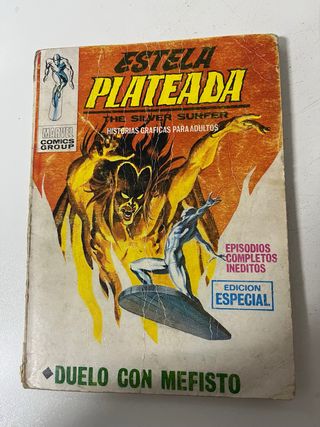 ESTELA
PLATEADA
THE SILVER SURFER
HISTORIAS GRAFICAS PARA ADULTOS
MARVEL
COMICS
GROUP
EPISODIOS
COMPLETOS
INEDITOS
EDICION
ESPECIAL
DUELO CON MEFISTO